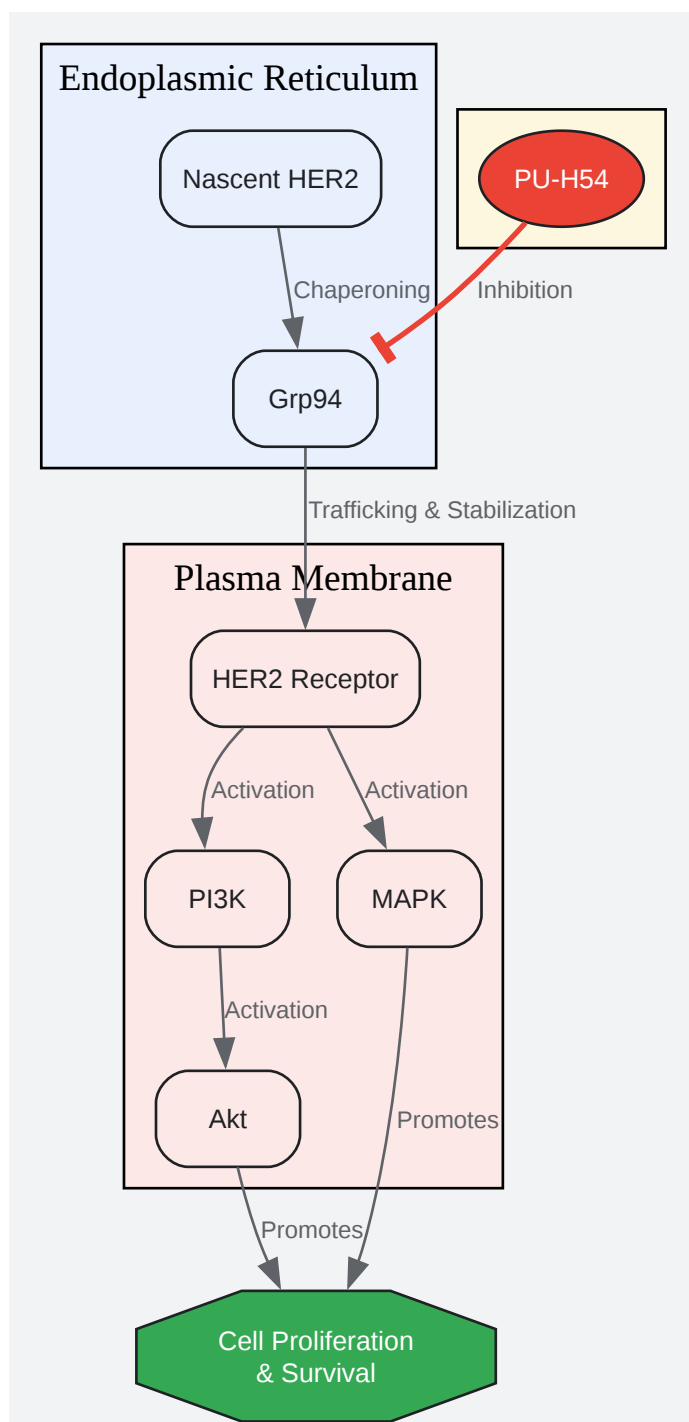 Endoplasmic Reticulum
Nascent HER2
PU-H54
Chaperoning
Inhibition
Grp94
Trafficking & Stabilization
Plasma Membrane
HER2 Receptor
Activation
Activation
PI3K
MAPK
Activation
Akt
Promotes
Promotes
Cell Proliferation
& Survival